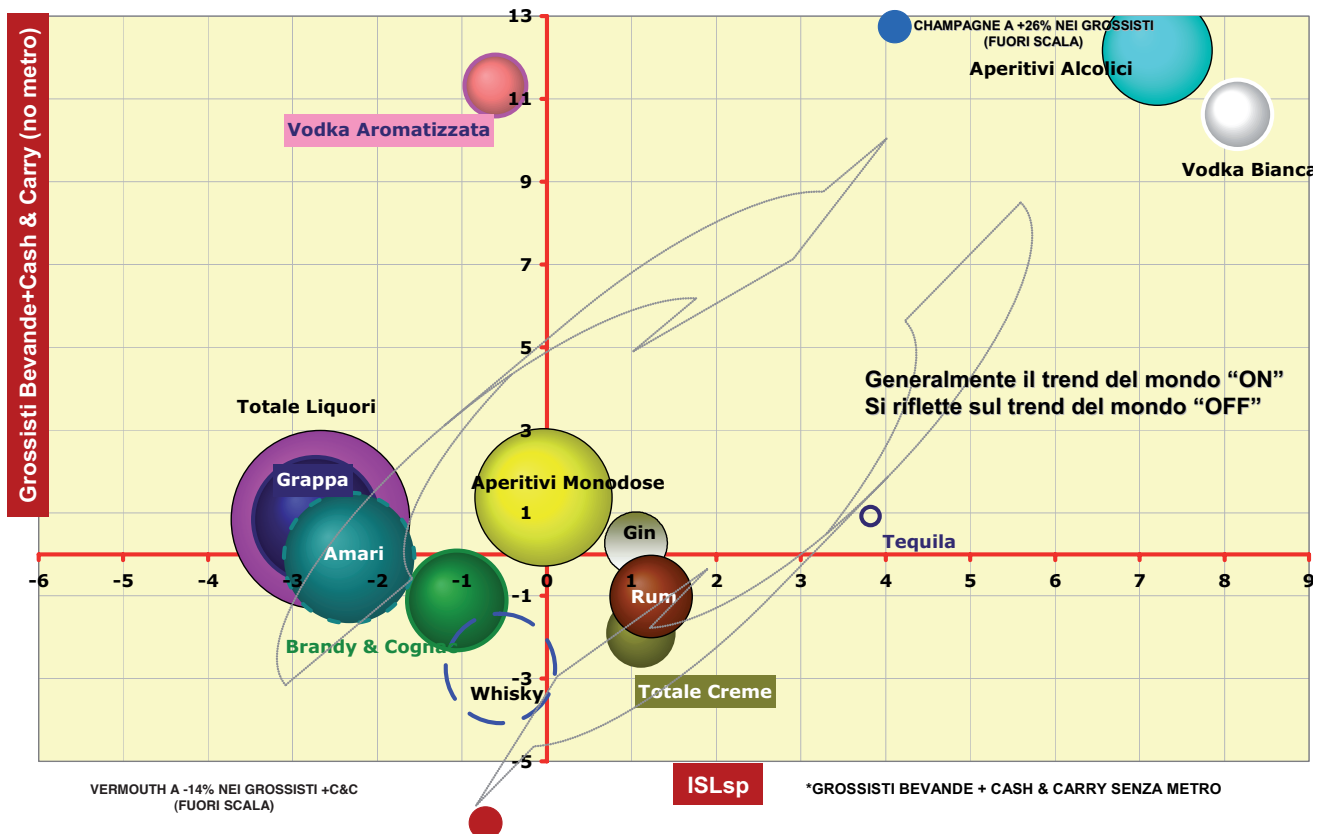 Grossisti Bevande+Cash & Carry (no metro)
13
11
9
7
5
3
1
-1
-3
-5
-6
-5
-4
-3
-2
-1
0
1
2
3
4
5
6
7
8
9
CHAMPAGNE A +26% NEI GROSSISTI
(FUORI SCALA)
Aperitivi Alcolici
Vodka Aromatizzata
Vodka Bianca
Generalmente il trend del mondo “ON”
Si riflette sul trend del mondo “OFF”
Totale Liquori
Grappa
Aperitivi Monodose
Amari
Gin
Tequila
Rum
Brandy & Cognac
Whisky
Totale Creme
ISLsp
VERMOUTH A -14% NEI GROSSISTI +C&C
(FUORI SCALA)
*GROSSISTI BEVANDE + CASH & CARRY SENZA METRO